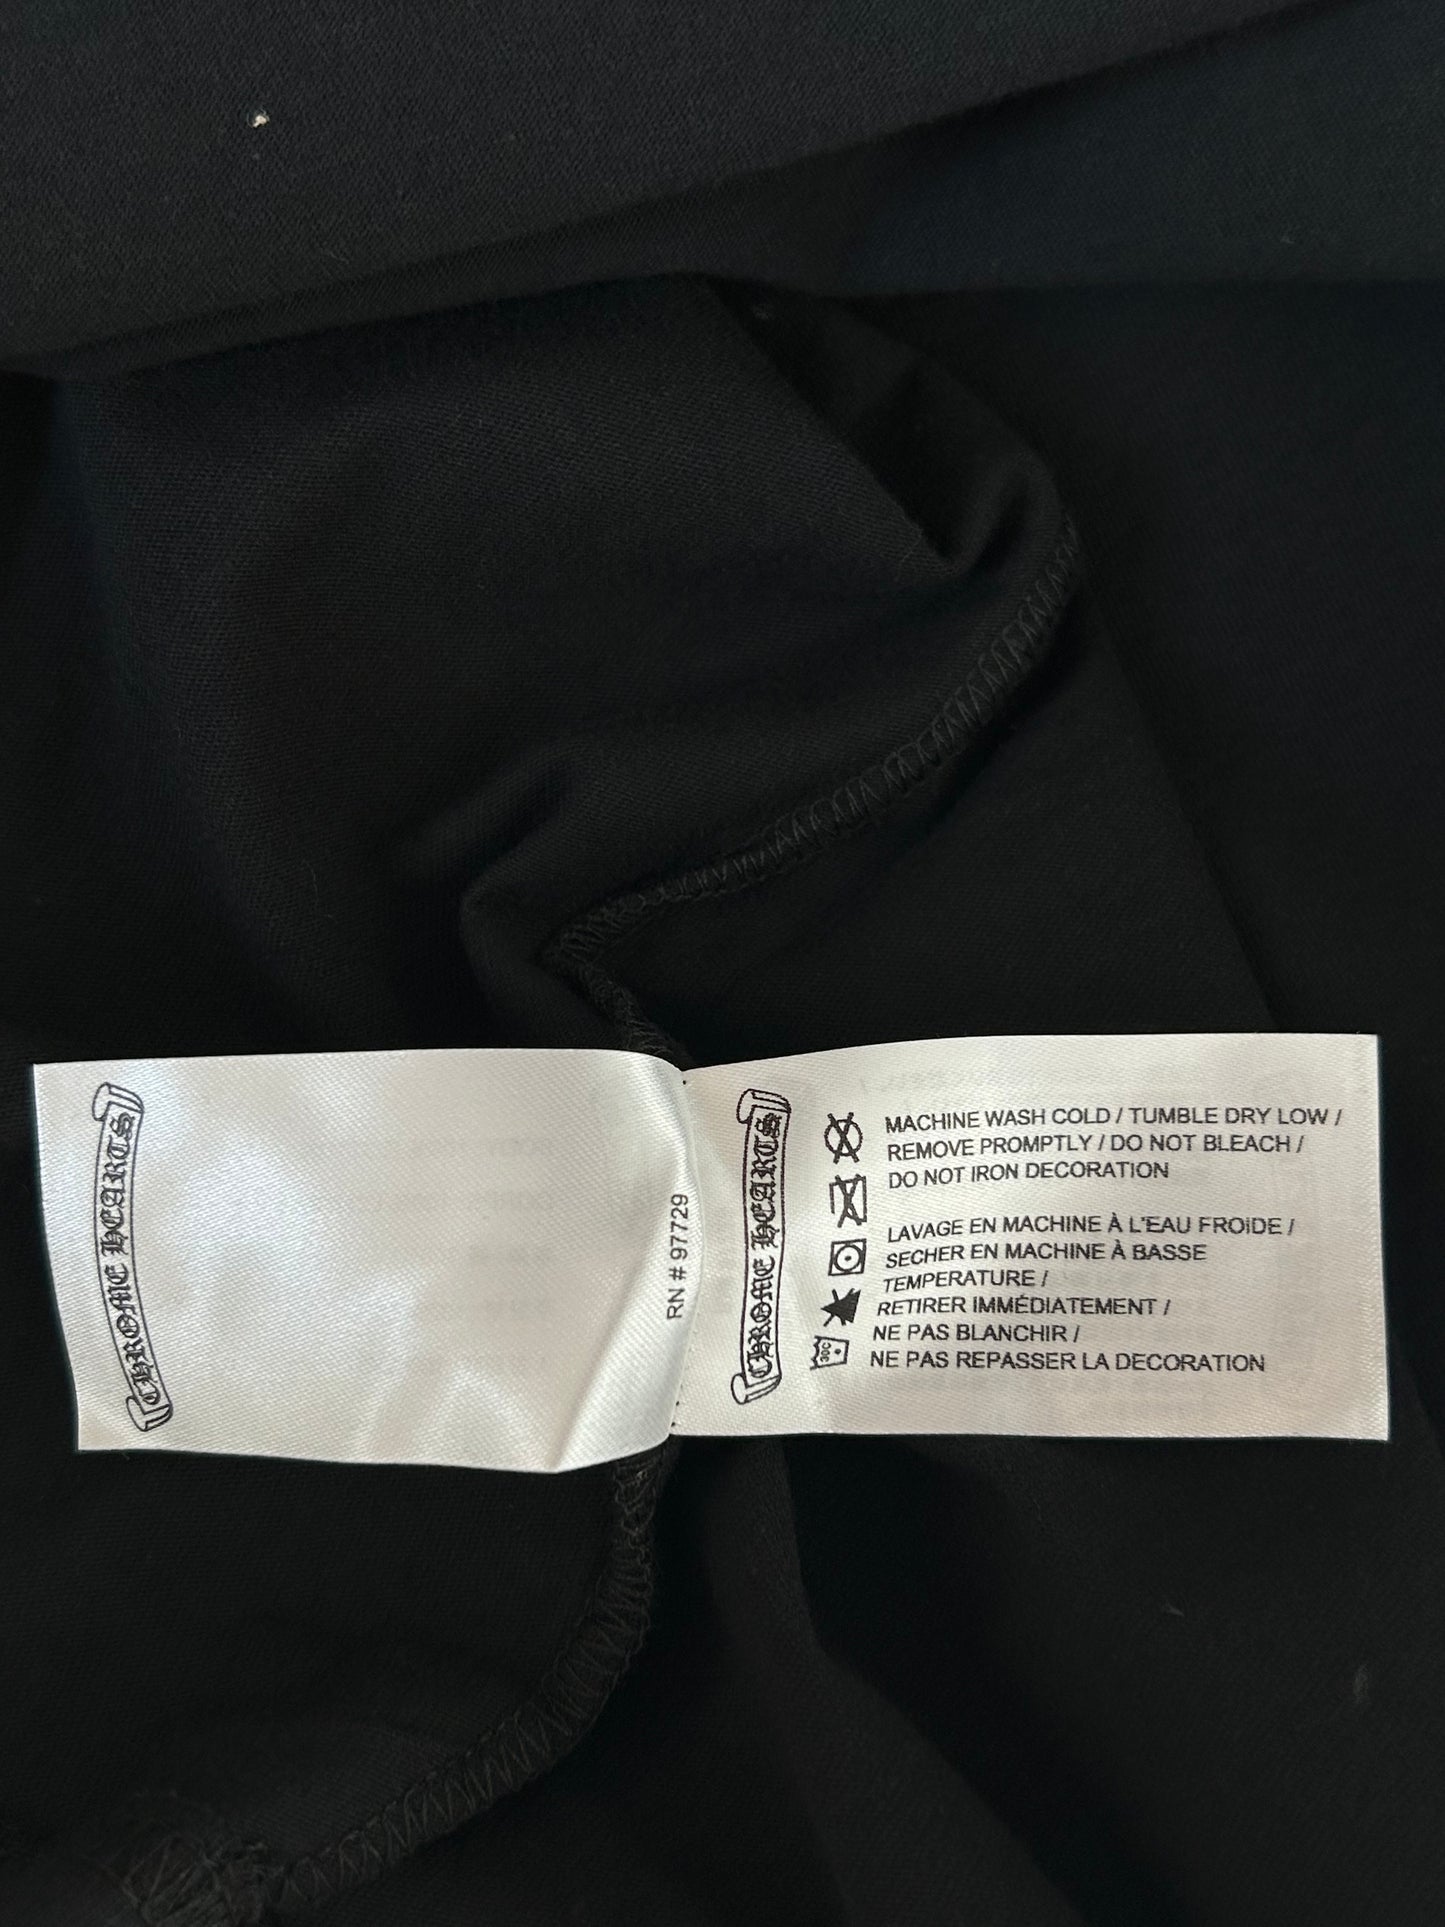 CHROME HEARTS
RN # 97729
CHROME HEARTS
MACHINE WASH COLD / TUMBLE DRY LOW /
REMOVE PROMPTLY / DO NOT BLEACH /
DO NOT IRON DECORATION
LAVAGE EN MACHINE À L'EAU FROIDE /
SECHER EN MACHINE À BASSE
TEMPERATURE /
RETIRER IMMÉDIATEMENT /
NE PAS BLANCHIR /
NE PAS REPASSER LA DECORATION
30C